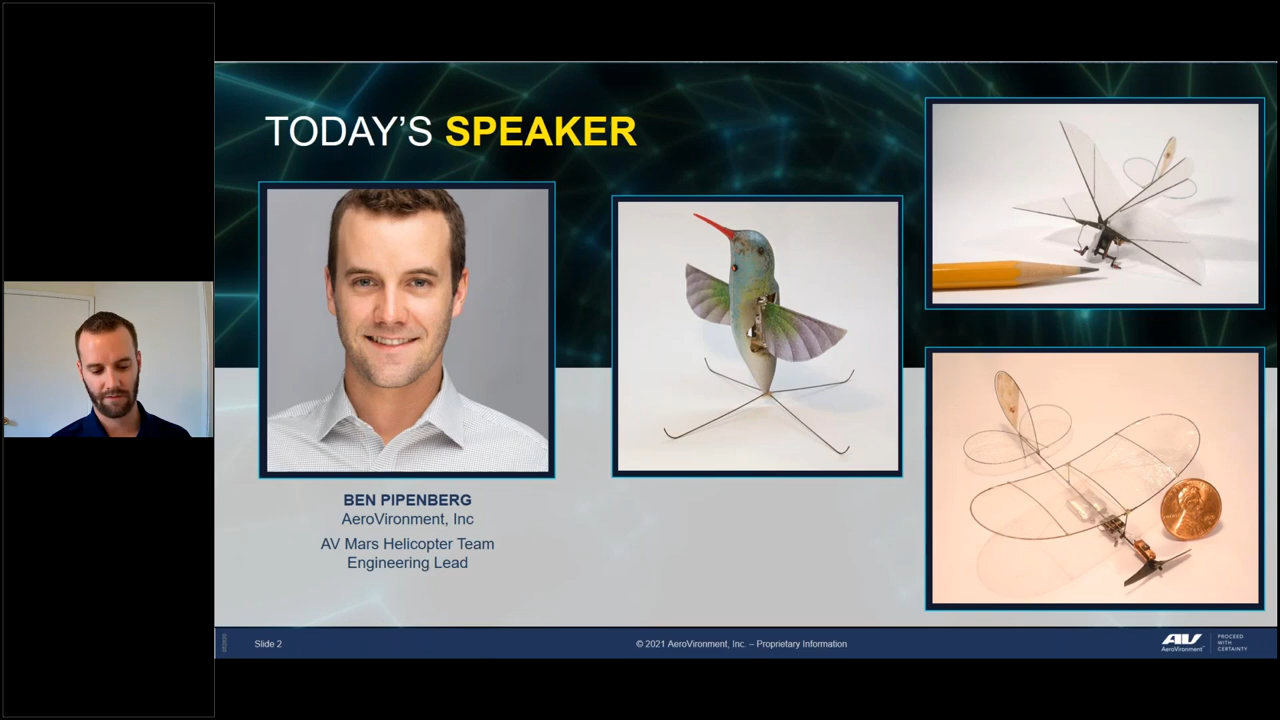 TODAY'S SPEAKER
BEN PIPENBERG
AeroVironment, Inc
AV Mars Helicopter Team
Engineering Lead
Slide 2
© 2021 AeroVironment, Inc. – Proprietary Information
AV
AeroVironment™
PROCEED
WITH
CERTAINTY